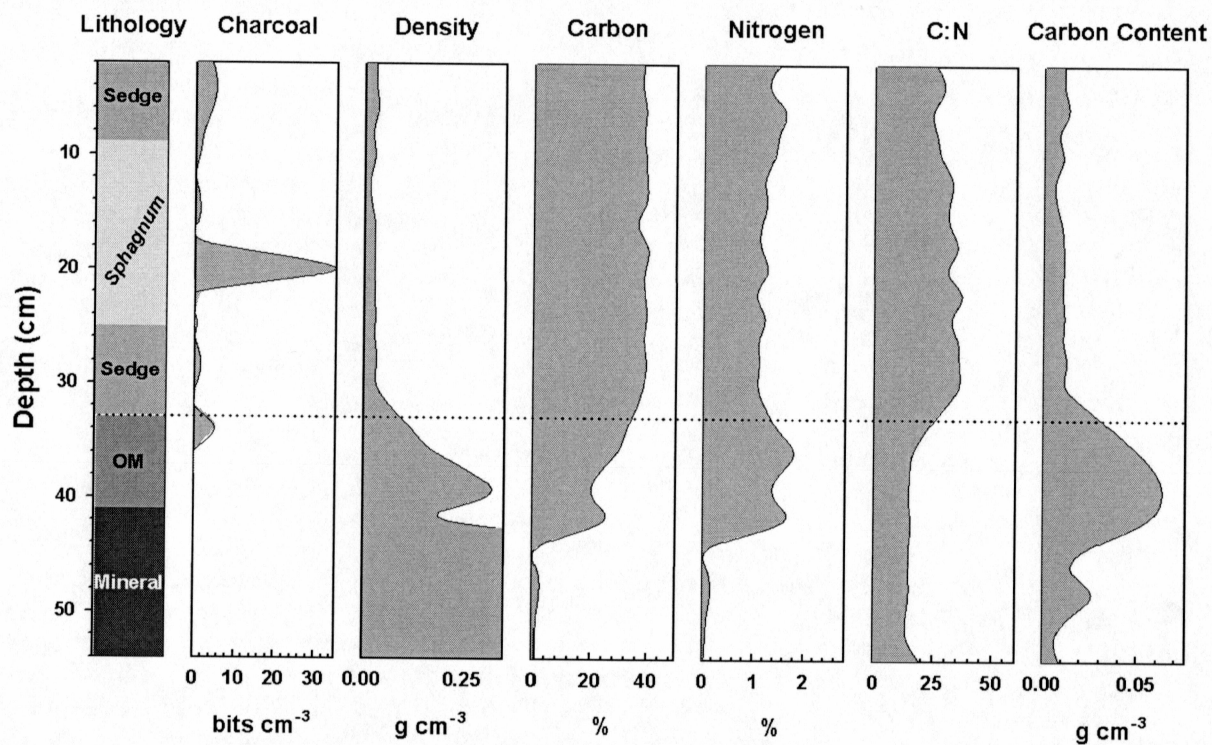 Lithology Charcoal Density Carbon Nitrogen C:N Carbon Content
Sedge
10
Sphagnum
20
Sedge
30
OM
40
Mineral
50
Depth (cm)
0 10 20 30 0.00 0.25 0 20 40 0 1 2 0 25 50 0.00 0.05
bits cm⁻³ g cm⁻³ % % g cm⁻³